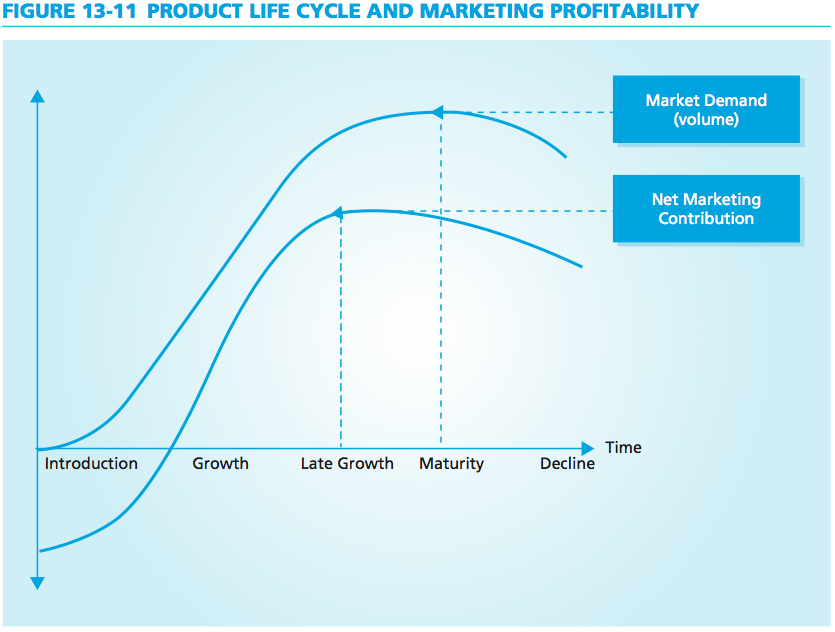 FIGURE 13-11 PRODUCT LIFE CYCLE AND MARKETING PROFITABILITY
Market Demand
(volume)
Net Marketing
Contribution
Time
Introduction
Growth
Late Growth
Maturity
Decline